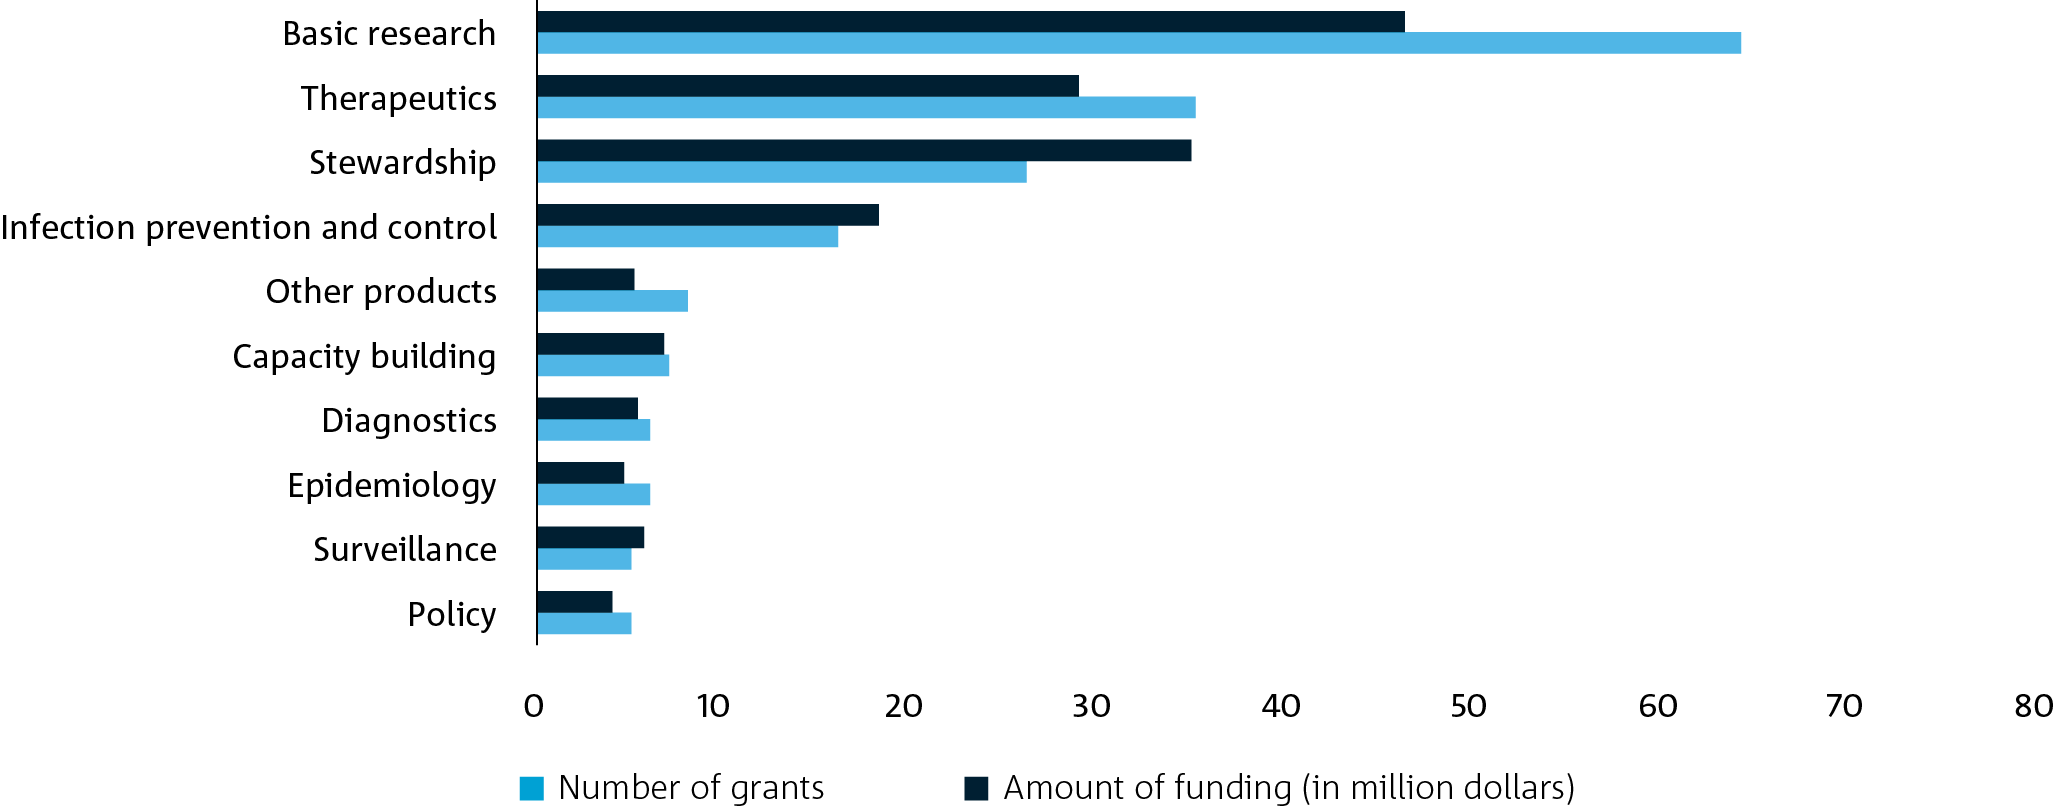 Basic research
Therapeutics
Stewardship
Infection prevention and control
Other products
Capacity building
Diagnostics
Epidemiology
Surveillance
Policy
0 10 20 30 40 50 60 70 80
Number of grants Amount of funding (in million dollars)